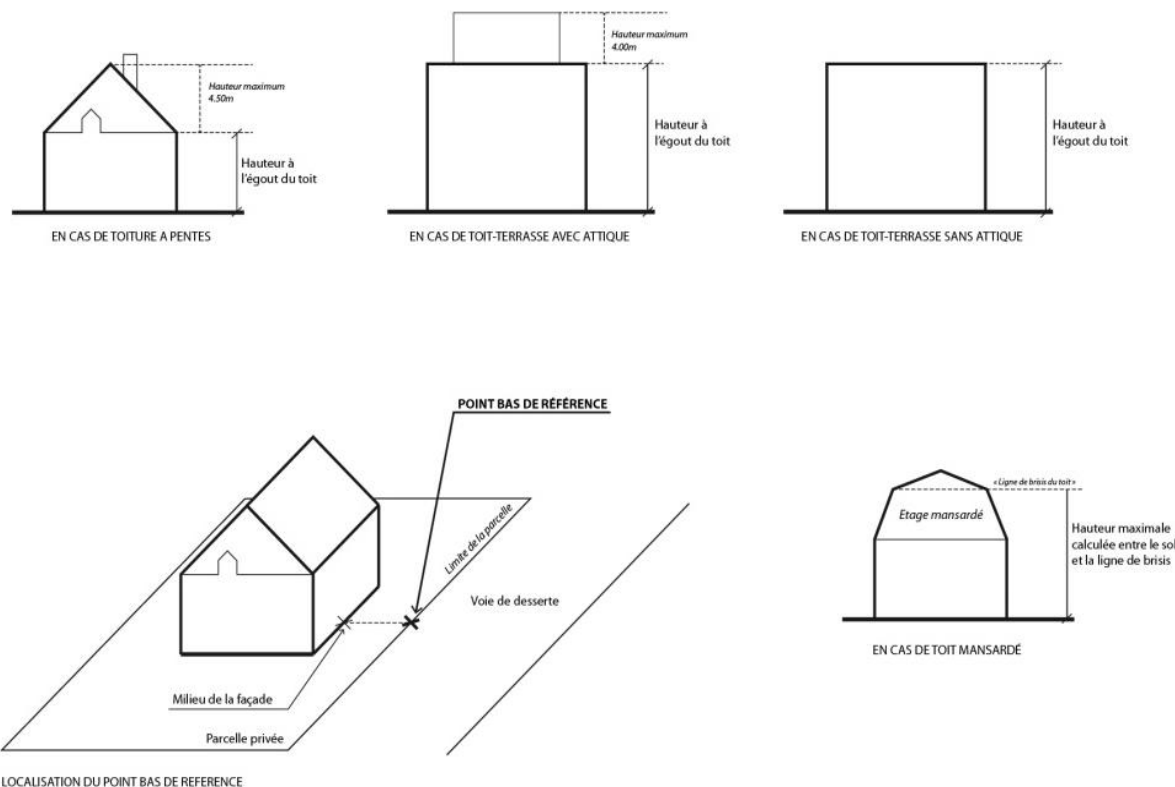 Hauteur maximum
4.50m
Hauteur à
l'égout du toit
EN CAS DE TOITURE A PENTES
Hauteur maximum
4.00m
Hauteur à
l'égout du toit
EN CAS DE TOIT-TERRASSE AVEC ATTIQUE
Hauteur à
l'égout du toit
EN CAS DE TOIT-TERRASSE SANS ATTIQUE
POINT BAS DE RÉFÉRENCE
Limite de la parcelle
Voie de desserte
Milieu de la façade
Parcelle privée
LOCALISATION DU POINT BAS DE REFERENCE
« Ligne de brisis du toit »
Etage mansardé
Hauteur maximale
calculée entre le sol
et la ligne de brisis
EN CAS DE TOIT MANSARDÉ